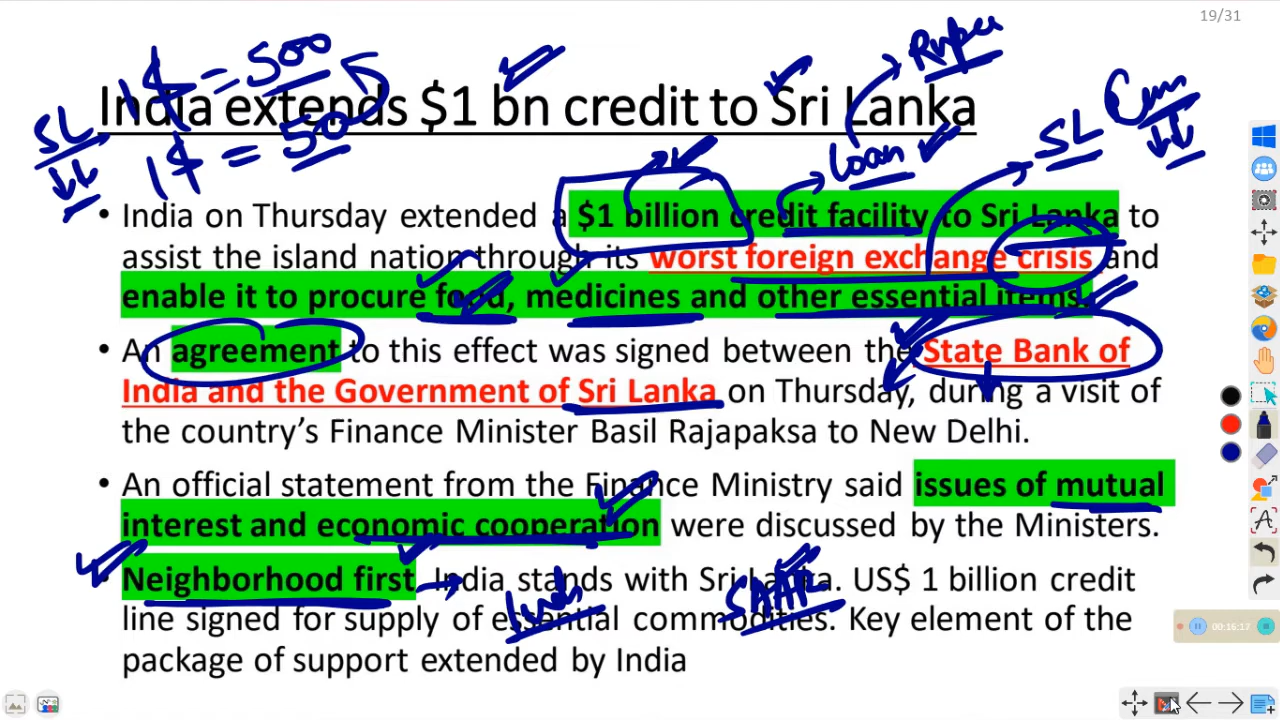 19/31
1$ = 500
Rupee
India extends $1 bn credit to Sri Lanka
SL
1$ = 50
Loan
SL
• India on Thursday extended a $1 billion credit facility to Sri Lanka to
assist the island nation through its worst foreign exchange crisis and
enable it to procure food, medicines and other essential items.
• An agreement to this effect was signed between the State Bank of
India and the Government of Sri Lanka on Thursday, during a visit of
the country’s Finance Minister Basil Rajapaksa to New Delhi.
• An official statement from the Finance Ministry said issues of mutual
interest and economic cooperation were discussed by the Ministers.
• Neighborhood first India stands with Sri Lanka. US$ 1 billion credit
line signed for supply of essential commodities. Key element of the
package of support extended by India
00:16:17